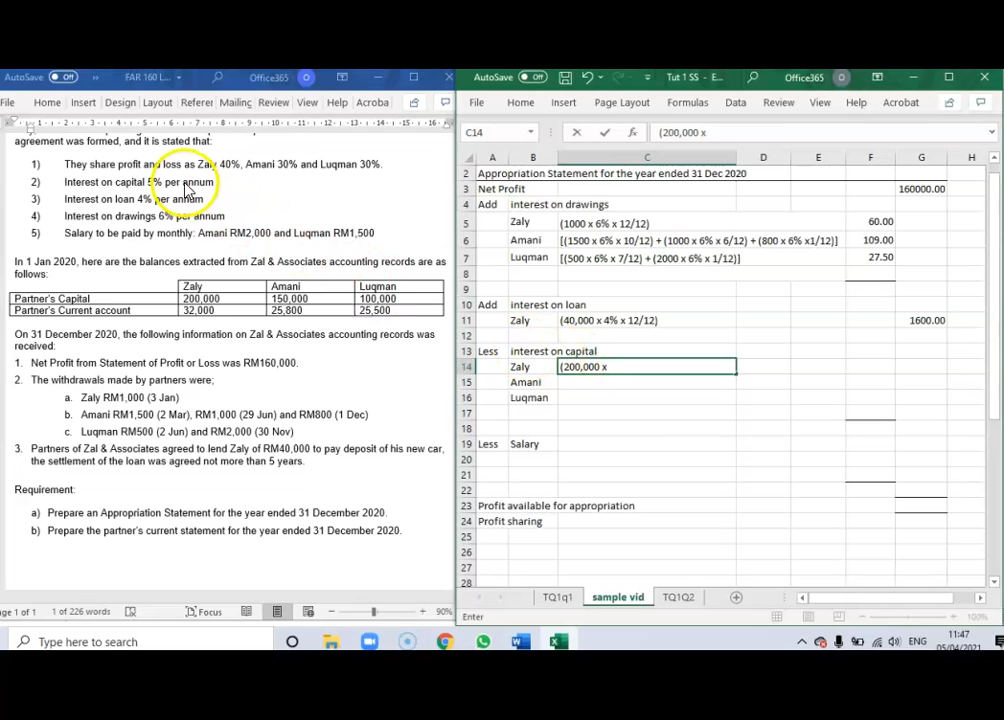 AutoSave Off FAR 160 L... Office365 O
File Home Insert Design Layout Referer Mailing Review View Help Acroba
agreement was formed, and it is stated that:
1) They share profit and loss as Zaly 40%, Amani 30% and Luqman 30%.
2) Interest on capital 5% per annum
3) Interest on loan 4% per annum
4) Interest on drawings 6% per annum
5) Salary to be paid by monthly: Amani RM2,000 and Luqman RM1,500
In 1 Jan 2020, here are the balances extracted from Zal & Associates accounting records are as
follows:
Zaly Amani Luqman
Partner's Capital 200,000 150,000 100,000
Partner's Current account 32,000 25,800 25,500
On 31 December 2020, the following information on Zal & Associates accounting records was
received:
1. Net Profit from Statement of Profit or Loss was RM160,000.
2. The withdrawals made by partners were;
a. Zaly RM1,000 (3 Jan)
b. Amani RM1,500 (2 Mar), RM1,000 (29 Jun) and RM800 (1 Dec)
c. Luqman RM500 (2 Jun) and RM2,000 (30 Nov)
3. Partners of Zal & Associates agreed to lend Zaly of RM40,000 to pay deposit of his new car,
the settlement of the loan was agreed not more than 5 years.
Requirement:
a) Prepare an Appropriation Statement for the year ended 31 December 2020.
b) Prepare the partner's current statement for the year ended 31 December 2020.
age 1 of 1 1 of 226 words Focus 90%
AutoSave Off Tut 1 SS - E... Office365 O
File Home Insert Page Layout Formulas Data Review View Help Acrobat
C14 fx (200,000 x
A B C D E F G H
2 Appropriation Statement for the year ended 31 Dec 2020
3 Net Profit 160000.00
4 Add interest on drawings
5 Zaly (1000 x 6% x 12/12) 60.00
6 Amani [(1500 x 6% x 10/12) + (1000 x 6% x 6/12) + (800 x 6% x1/12)] 109.00
7 Luqman [(500 x 6% x 7/12) + (2000 x 6% x 1/12)] 27.50
8
9
10 Add interest on loan
11 Zaly (40,000 x 4% x 12/12) 1600.00
12
13 Less interest on capital
14 Zaly (200,000 x
15 Amani
16 Luqman
17
18
19 Less Salary
20
21
22
23 Profit available for appropriation
24 Profit sharing
25
26
27
28
TQ1q1 sample vid TQ1Q2
Enter 100%
Type here to search ENG 11:47
05/04/2021